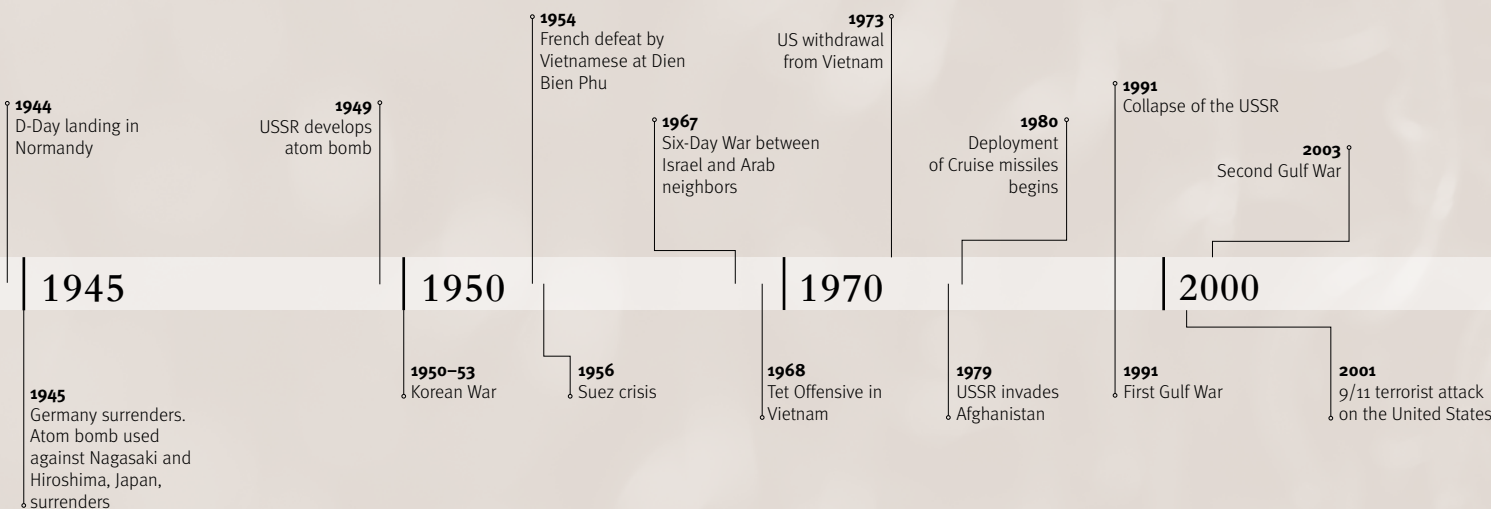 1954
French defeat by
Vietnamese at Dien
Bien Phu
1973
US withdrawal
from Vietnam
1944
D-Day landing in
Normandy
1949
USSR develops
atom bomb
1967
Six-Day War between
Israel and Arab
neighbors
1980
Deployment
of Cruise missiles
begins
1991
Collapse of the USSR
2003
Second Gulf War
1945
1950
1970
2000
1945
Germany surrenders.
Atom bomb used
against Nagasaki and
Hiroshima, Japan,
surrenders
1950–53
Korean War
1956
Suez crisis
1968
Tet Offensive in
Vietnam
1979
USSR invades
Afghanistan
1991
First Gulf War
2001
9/11 terrorist attack
on the United States